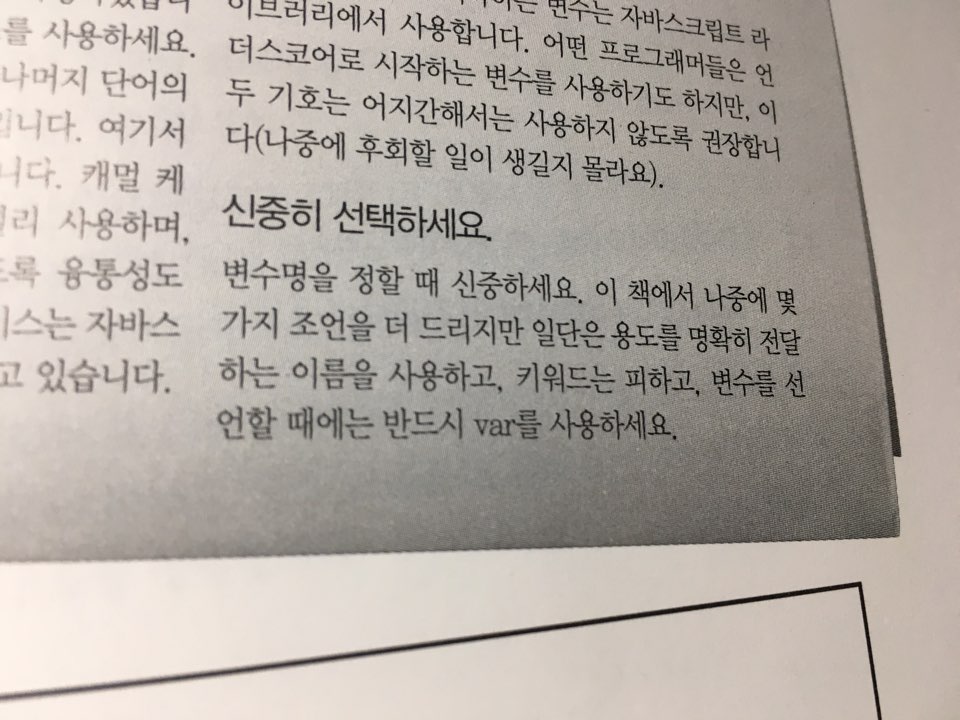 를 사용하세요.
나머지 단어의
입니다. 여기서
니다. 캐멀 케
널리 사용하며,
도록 융통성도
이스는 자바스
고 있습니다.
변수는 자바스크립트 라
이브러리에서 사용합니다. 어떤 프로그래머들은 언
더스코어로 시작하는 변수를 사용하기도 하지만, 이
두 기호는 어지간해서는 사용하지 않도록 권장합니
다(나중에 후회할 일이 생길지 몰라요).
신중히 선택하세요.
변수명을 정할 때 신중하세요. 이 책에서 나중에 몇
가지 조언을 더 드리지만 일단은 용도를 명확히 전달
하는 이름을 사용하고, 키워드는 피하고, 변수를 선
언할 때에는 반드시 var를 사용하세요.